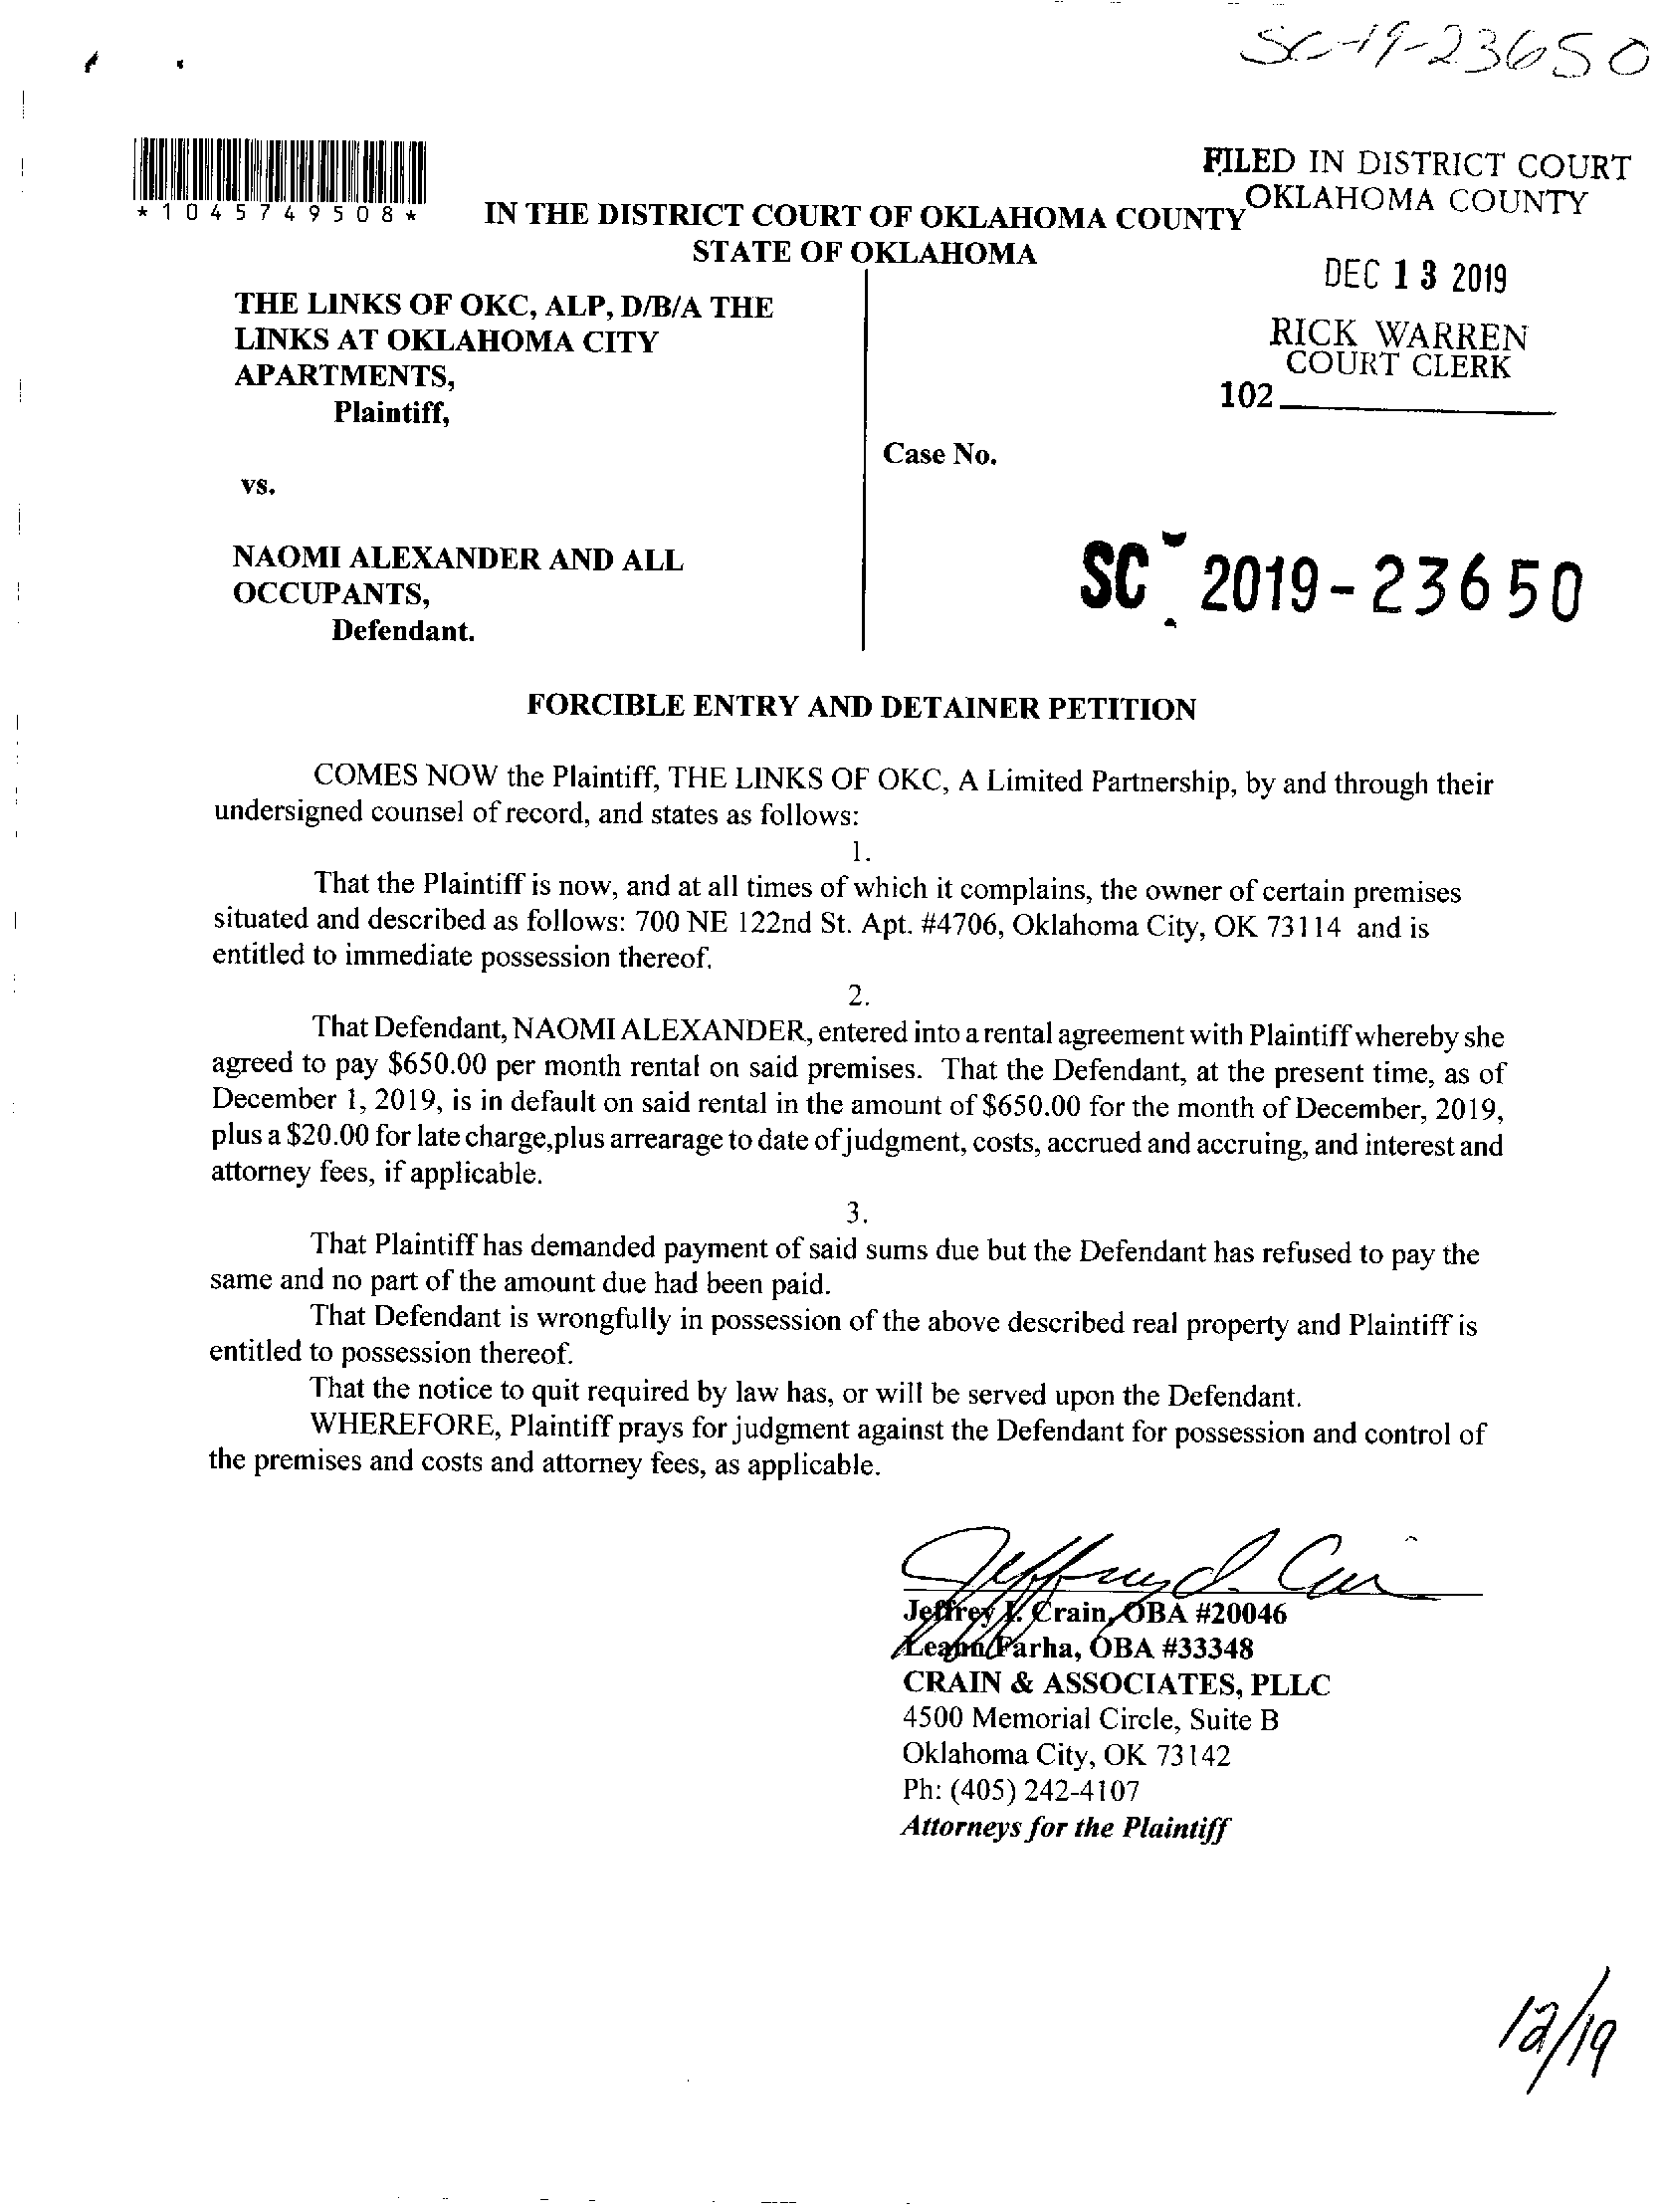 SC-19-23650
*1045749508*
FILED IN DISTRICT COURT
OKLAHOMA COUNTY
IN THE DISTRICT COURT OF OKLAHOMA COUNTY
STATE OF OKLAHOMA
DEC 13 2019
RICK WARREN
COURT CLERK
102
THE LINKS OF OKC, ALP, D/B/A THE
LINKS AT OKLAHOMA CITY
APARTMENTS,
Plaintiff,
Case No.
vs.
SC 2019-23650
NAOMI ALEXANDER AND ALL
OCCUPANTS,
Defendant.
FORCIBLE ENTRY AND DETAINER PETITION
COMES NOW the Plaintiff, THE LINKS OF OKC, A Limited Partnership, by and through their
undersigned counsel of record, and states as follows:
1.
That the Plaintiff is now, and at all times of which it complains, the owner of certain premises
situated and described as follows: 700 NE 122nd St. Apt. #4706, Oklahoma City, OK 73114 and is
entitled to immediate possession thereof.
2.
That Defendant, NAOMI ALEXANDER, entered into a rental agreement with Plaintiff whereby she
agreed to pay $650.00 per month rental on said premises. That the Defendant, at the present time, as of
December 1, 2019, is in default on said rental in the amount of $650.00 for the month of December, 2019,
plus a $20.00 for late charge,plus arrearage to date of judgment, costs, accrued and accruing, and interest and
attorney fees, if applicable.
3.
That Plaintiff has demanded payment of said sums due but the Defendant has refused to pay the
same and no part of the amount due had been paid.
That Defendant is wrongfully in possession of the above described real property and Plaintiff is
entitled to possession thereof.
That the notice to quit required by law has, or will be served upon the Defendant.
WHEREFORE, Plaintiff prays for judgment against the Defendant for possession and control of
the premises and costs and attorney fees, as applicable.
Jeffrey Crain, OBA #20046
Leann Parha, OBA #33348
CRAIN & ASSOCIATES, PLLC
4500 Memorial Circle, Suite B
Oklahoma City, OK 73142
Ph: (405) 242-4107
Attorneys for the Plaintiff
12/19